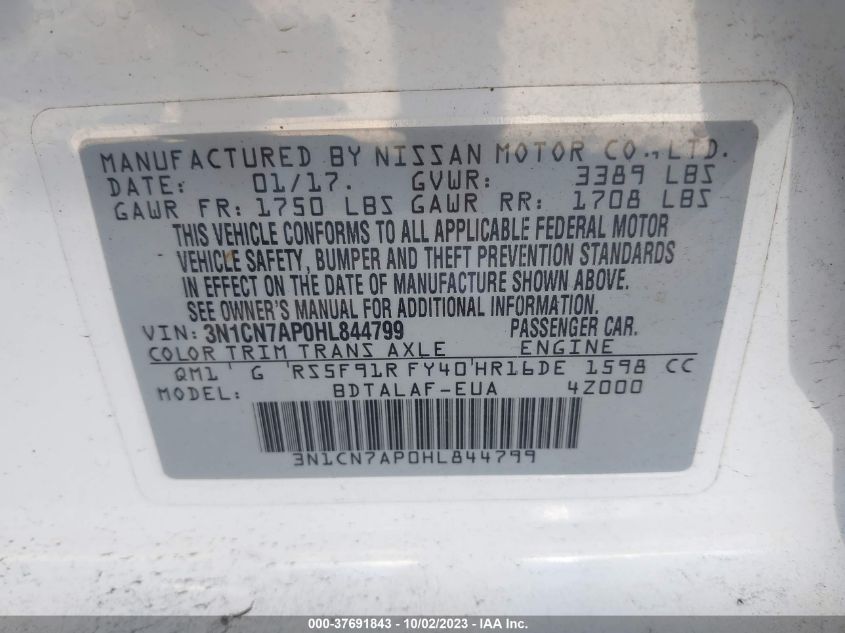 MANUFACTURED BY NISSAN MOTOR CO., LTD.
DATE: 01/17. GVWR: 3389 LBS
GAWR FR: 1750 LBS GAWR RR: 1708 LBS
THIS VEHICLE CONFORMS TO ALL APPLICABLE FEDERAL MOTOR
VEHICLE SAFETY, BUMPER AND THEFT PREVENTION STANDARDS
IN EFFECT ON THE DATE OF MANUFACTURE SHOWN ABOVE.
SEE OWNER'S MANUAL FOR ADDITIONAL INFORMATION.
VIN: 3N1CN7AP0HL844799 PASSENGER CAR.
COLOR TRIM TRANS AXLE ENGINE
QM1 G RS5F91R FY40 HR16DE 1598 CC
MODEL: BDTALAF-EUA 4Z000
3N1CN7AP0HL844799
000-37691843 - 10/02/2023 - IAA Inc.